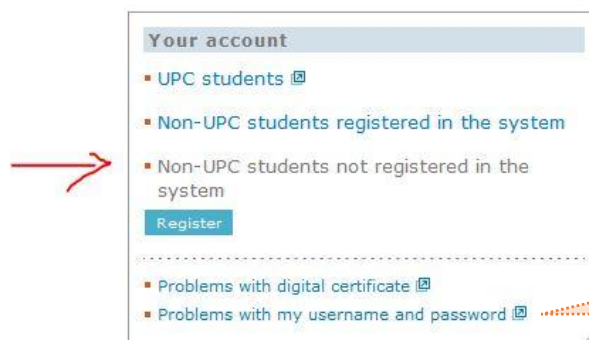 Your account
UPC students
Non-UPC students registered in the system
Non-UPC students not registered in the
system
Register
Problems with digital certificate
Problems with my username and password